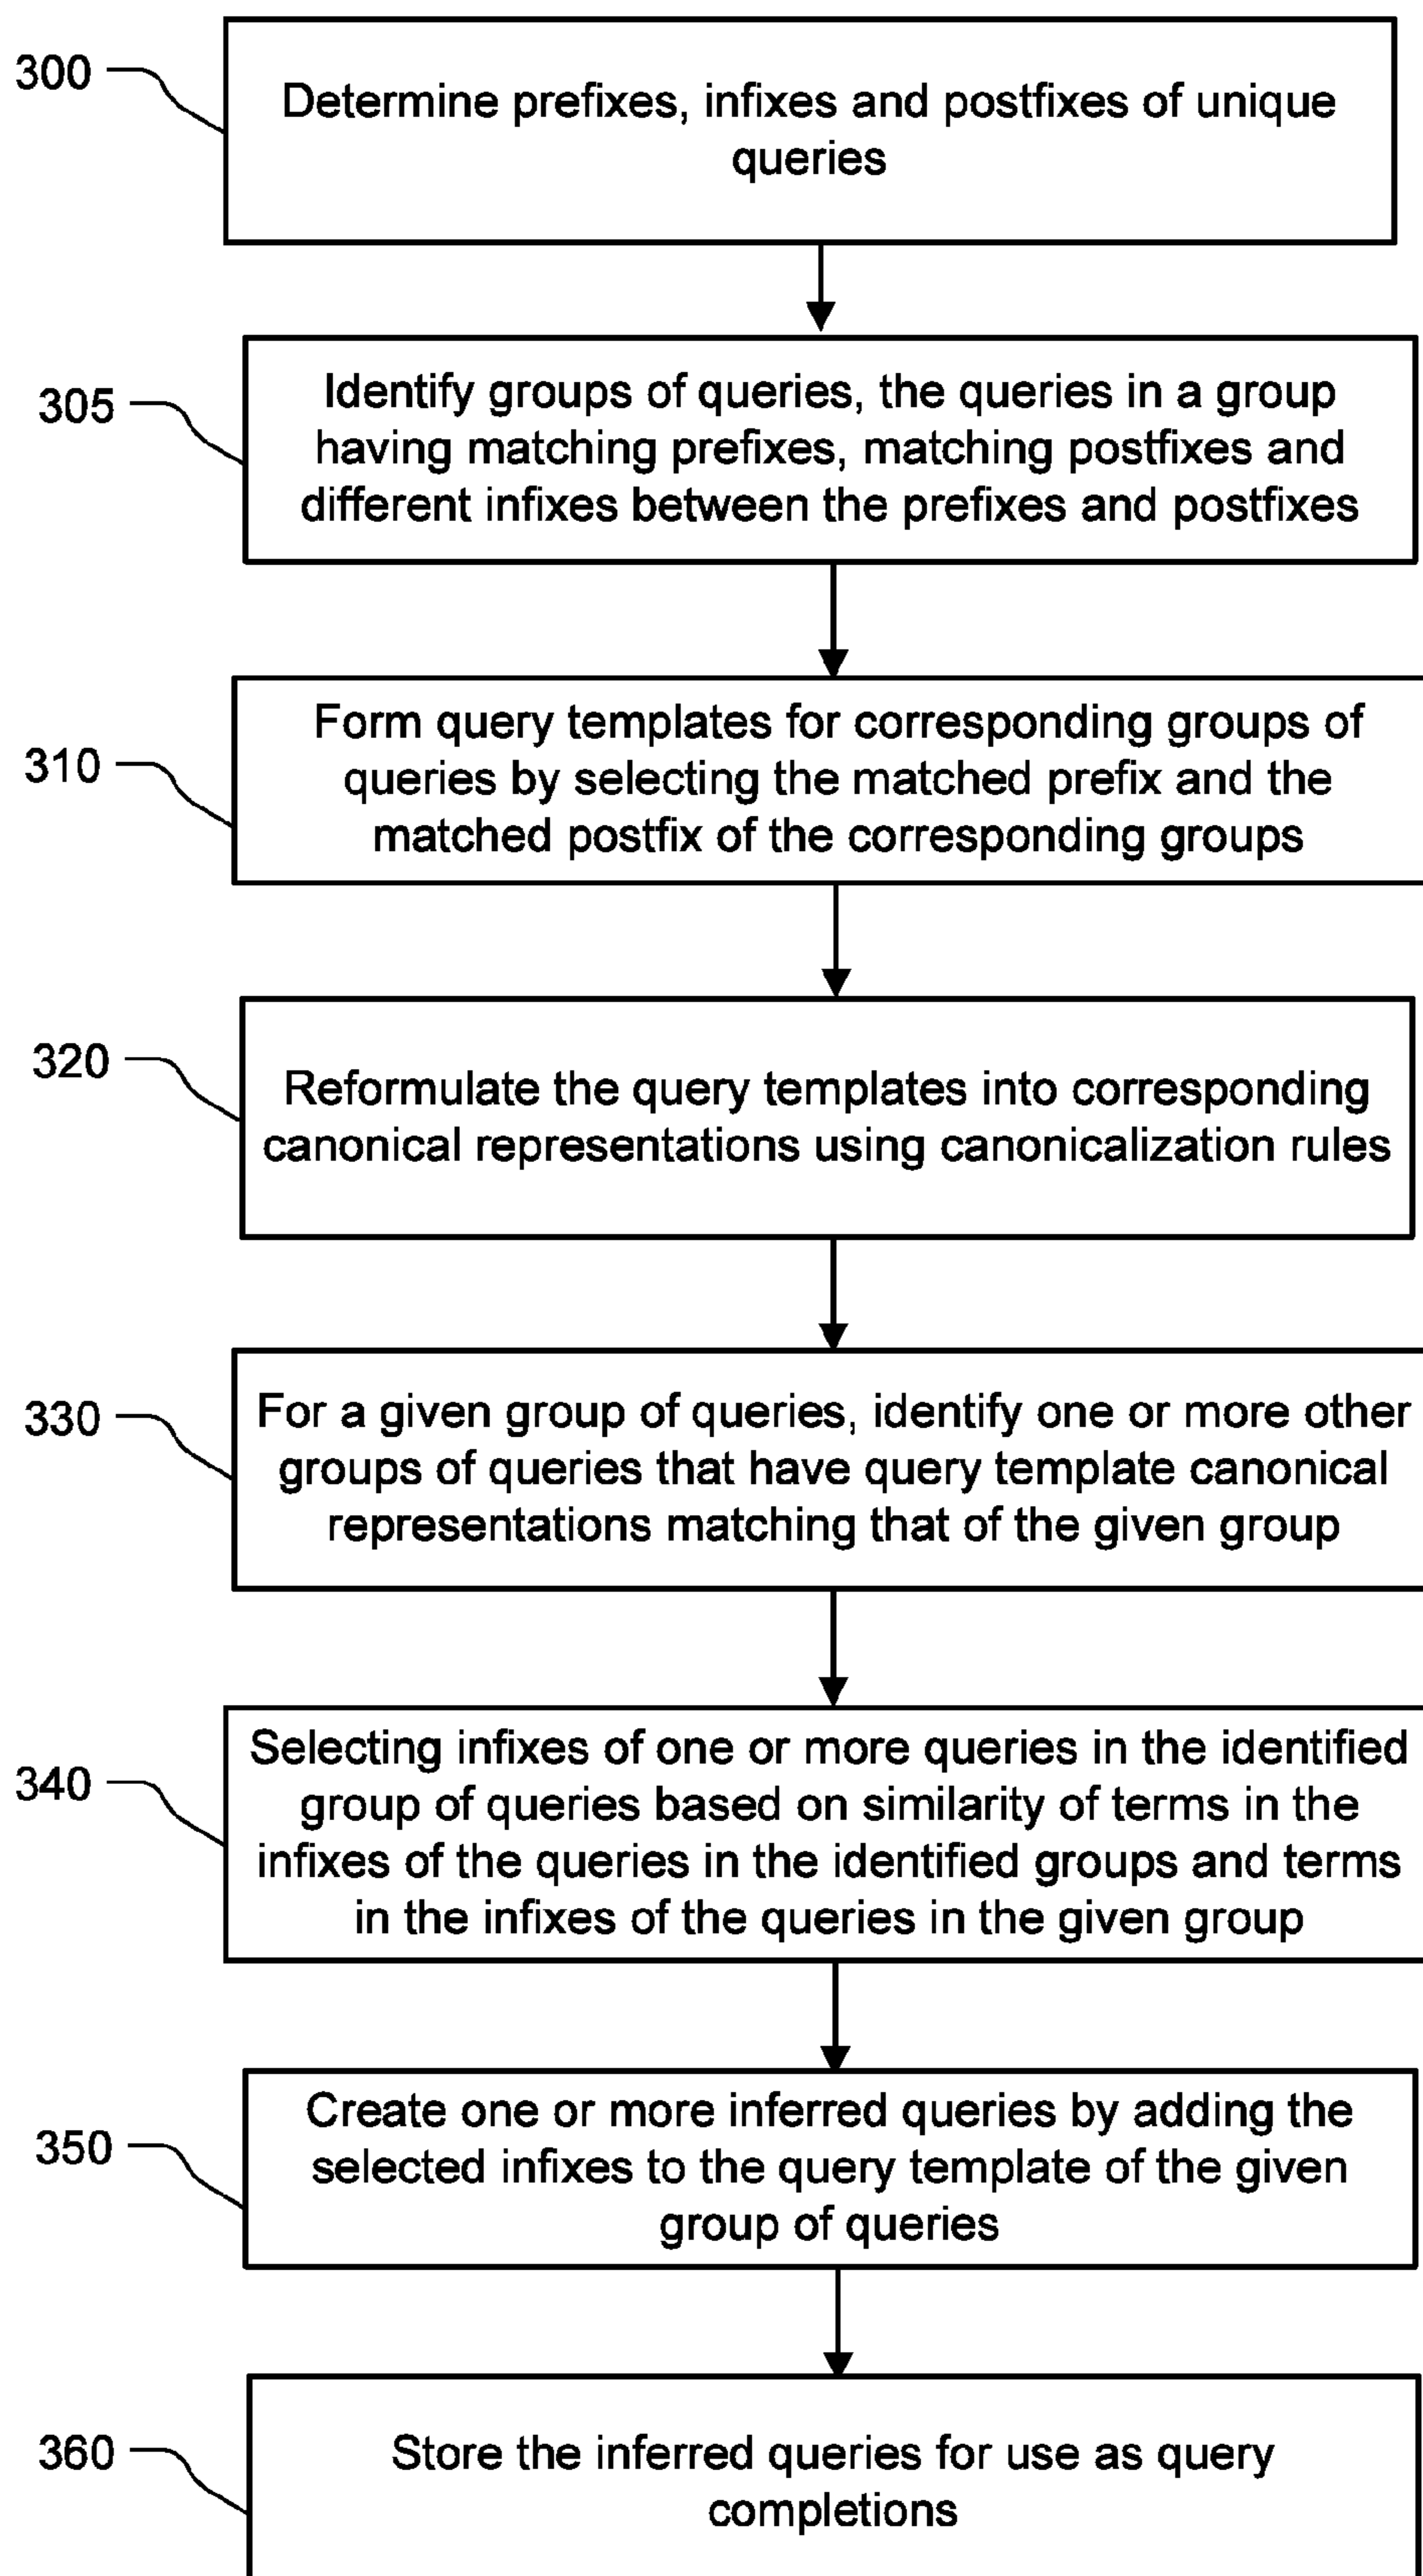 300
Determine prefixes, infixes and postfixes of unique
queries
305
Identify groups of queries, the queries in a group
having matching prefixes, matching postfixes and
different infixes between the prefixes and postfixes
310
Form query templates for corresponding groups of
queries by selecting the matched prefix and the
matched postfix of the corresponding groups
320
Reformulate the query templates into corresponding
canonical representations using canonicalization rules
330
For a given group of queries, identify one or more other
groups of queries that have query template canonical
representations matching that of the given group
340
Selecting infixes of one or more queries in the identified
group of queries based on similarity of terms in the
infixes of the queries in the identified groups and terms
in the infixes of the queries in the given group
350
Create one or more inferred queries by adding the
selected infixes to the query template of the given
group of queries
360
Store the inferred queries for use as query
completions